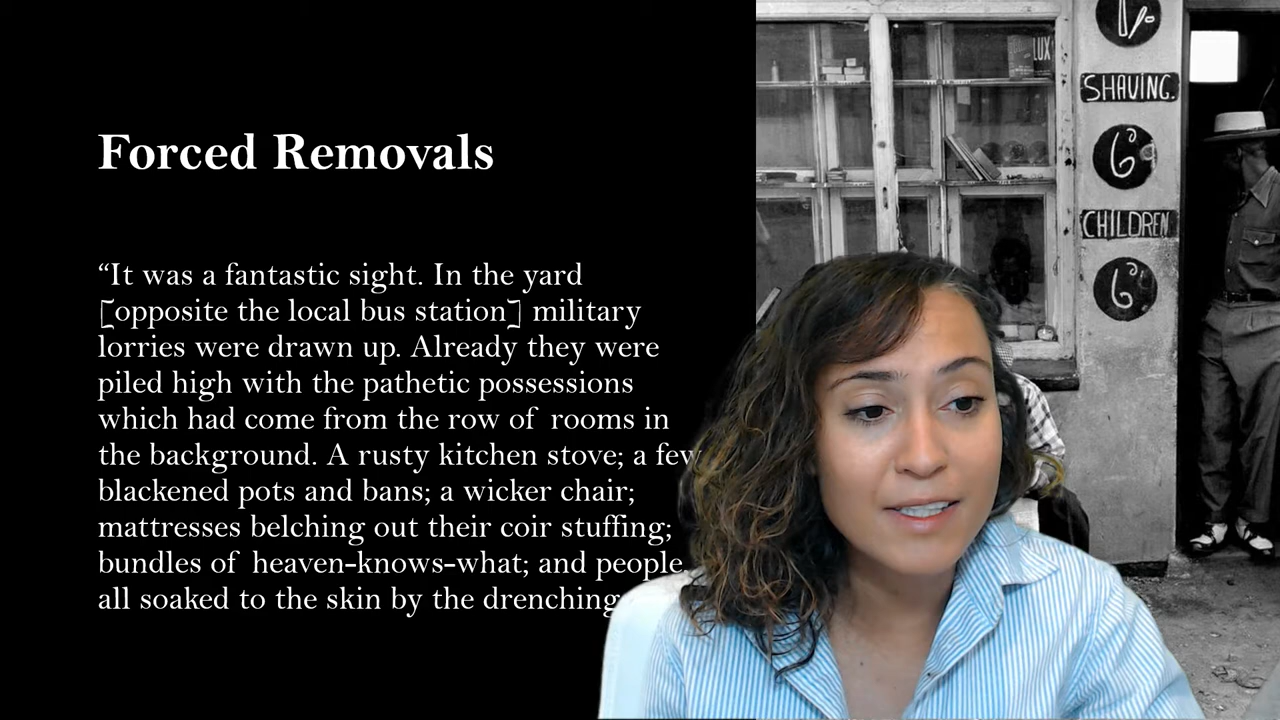 Forced Removals
“It was a fantastic sight. In the yard
[opposite the local bus station] military
lorries were drawn up. Already they were
piled high with the pathetic possessions
which had come from the row of rooms in
the background. A rusty kitchen stove; a few
blackened pots and bans; a wicker chair;
mattresses belching out their coir stuffing;
bundles of heaven-knows-what; and people,
all soaked to the skin by the drenching
LUX
1/-
SHAVING.
6ᴰ
CHILDREN
6ᴰ